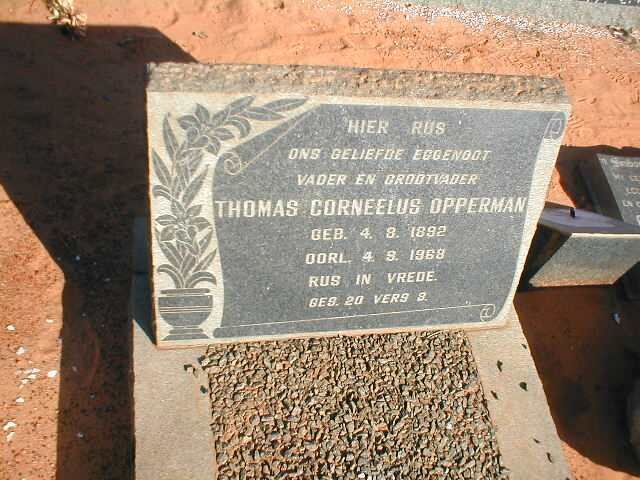 HIER RUS
ONS GELIEFDE EGGENOOT
VADER EN GROOTVADER
THOMAS CORNEELUS OPPERMAN
GEB. 4. 8. 1892
OORL. 4. 9. 1968
RUS IN VREDE.
GES. 20 VERS 8.